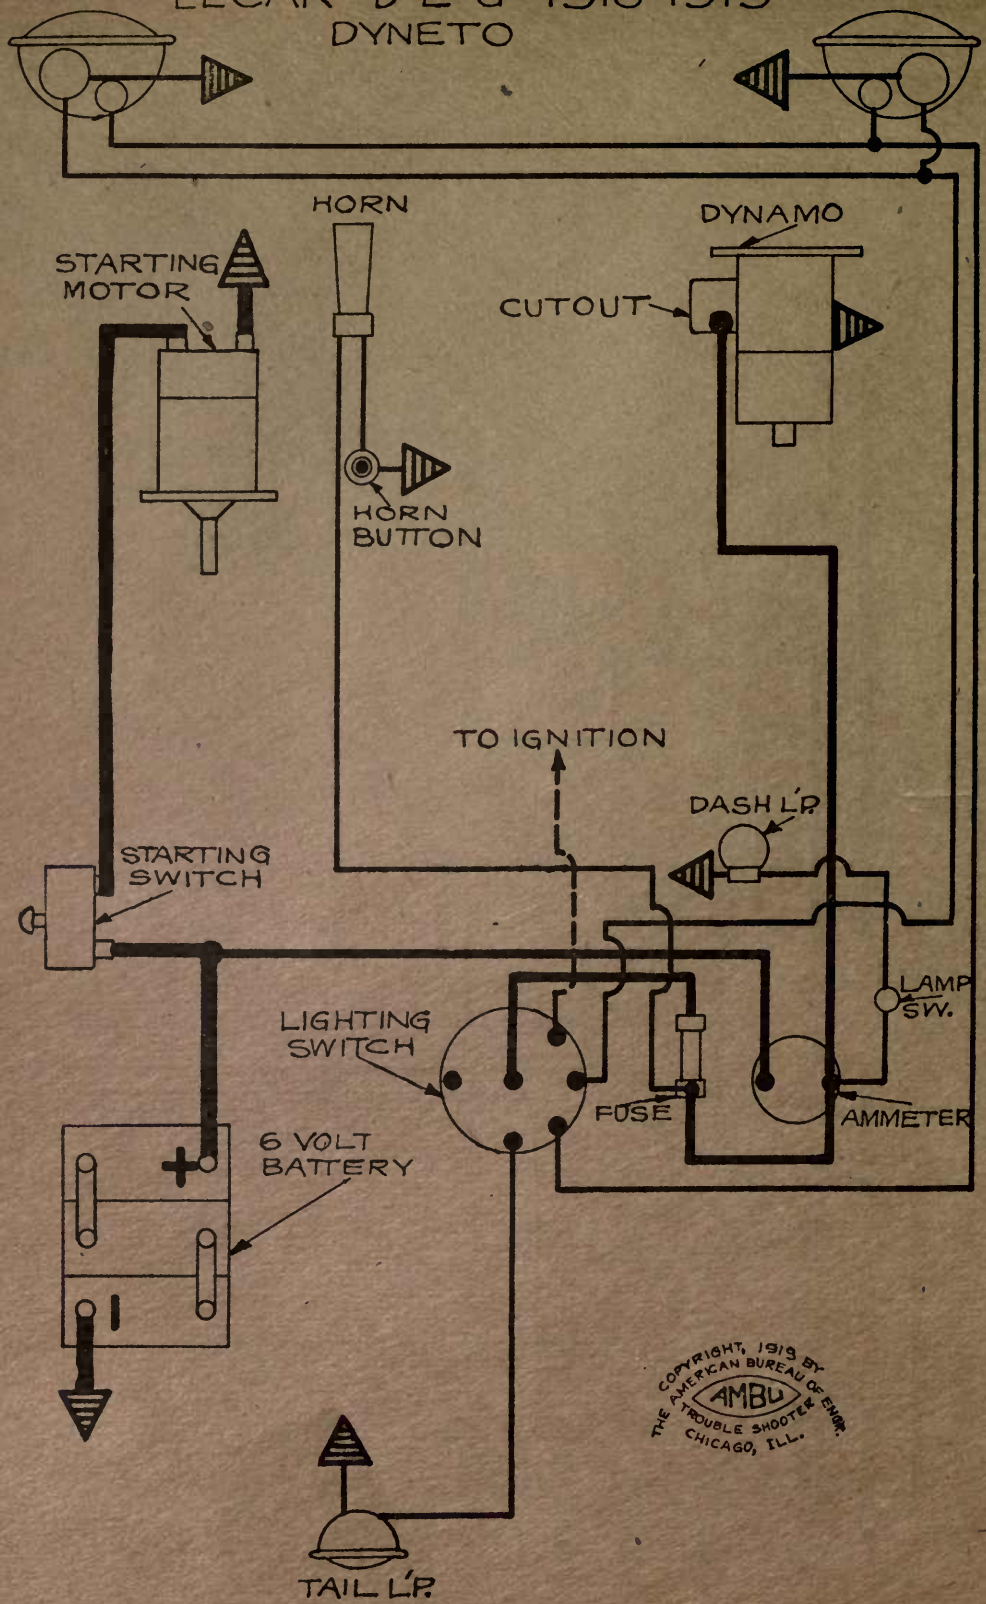 DYNETO
HORN
DYNAMO
STARTING
MOTOR
CUTOUT
HORN
BUTTON
TO IGNITION
DASH L'P.
STARTING
SWITCH
LAMP
SW.
LIGHTING
SWITCH
FUSE
AMMETER
6 VOLT
BATTERY
+
−
COPYRIGHT, 1919 BY
THE AMERICAN BUREAU OF ENGR.
AMBU
TROUBLE SHOOTER
CHICAGO, ILL.
TAIL L'P.